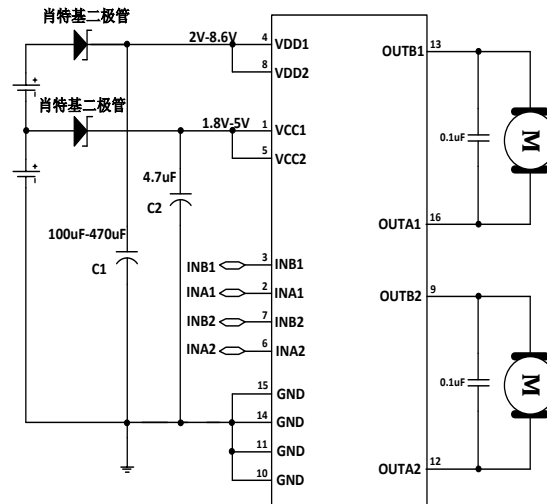 肖特基二极管
2V-8.6V
4
VDD1
8
VDD2
肖特基二极管
1.8V-5V
1
VCC1
5
VCC2
4.7uF
C2
100uF-470uF
C1
INB1
3
INB1
INA1
2
INA1
INB2
7
INB2
INA2
6
INA2
15
GND
14
GND
11
GND
10
GND
OUTB1
13
0.1uF
M
OUTA1
16
OUTB2
9
0.1uF
M
OUTA2
12